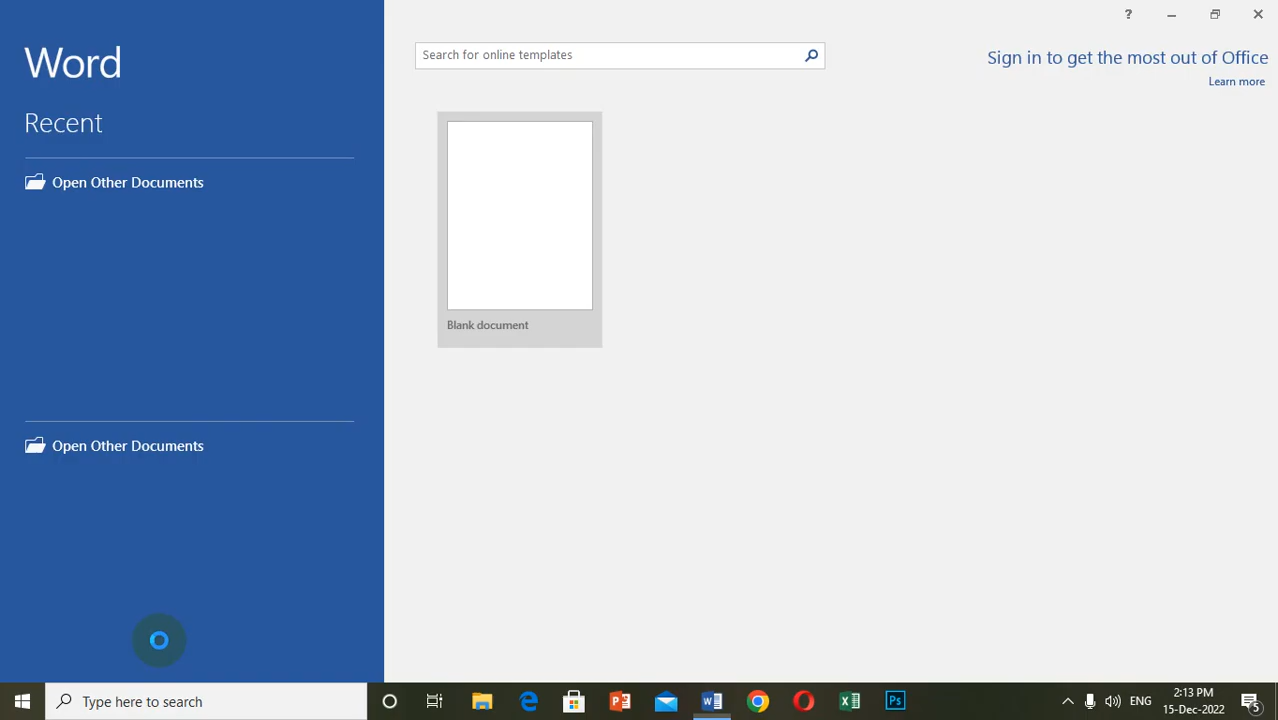 Word
Recent
Open Other Documents
Open Other Documents
?
Search for online templates
Sign in to get the most out of Office
Learn more
Blank document
Type here to search
ENG
2:13 PM
15-Dec-2022
5